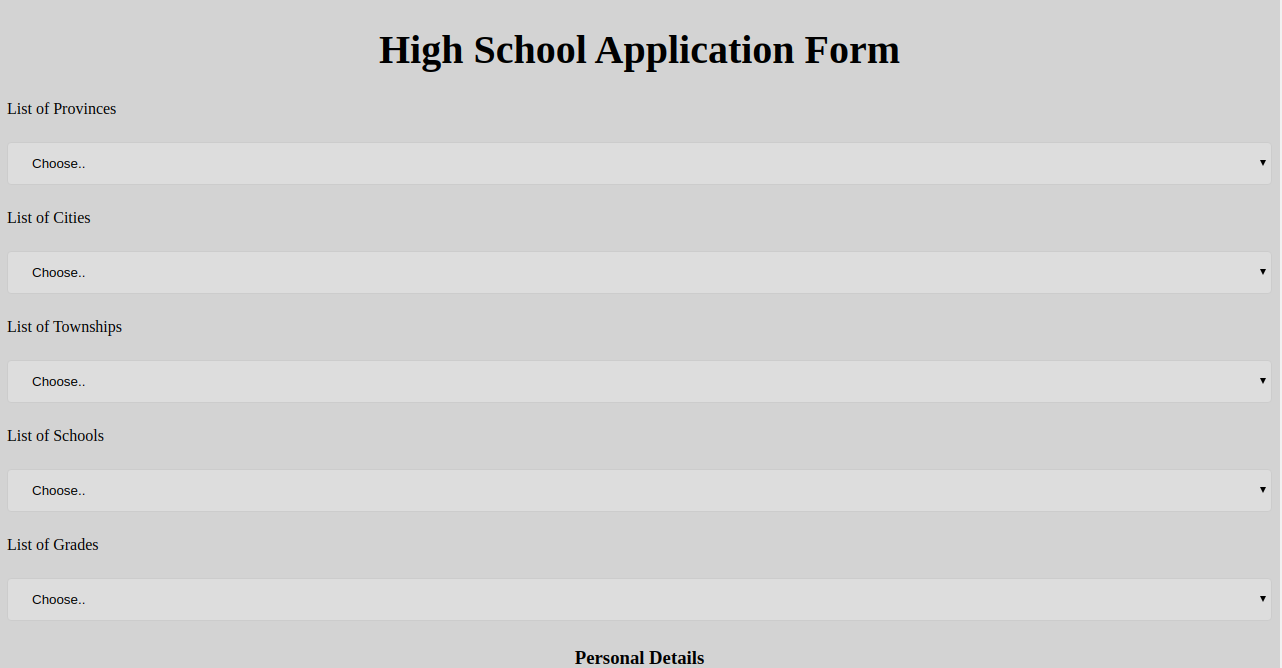 High School Application Form
List of Provinces
Choose..
List of Cities
Choose..
List of Townships
Choose..
List of Schools
Choose..
List of Grades
Choose..
Personal Details